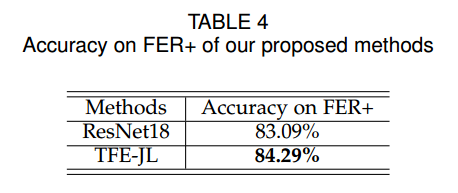 TABLE 4
Accuracy on FER+ of our proposed methods
Methods Accuracy on FER+
ResNet18 83.09%
TFE-JL 84.29%